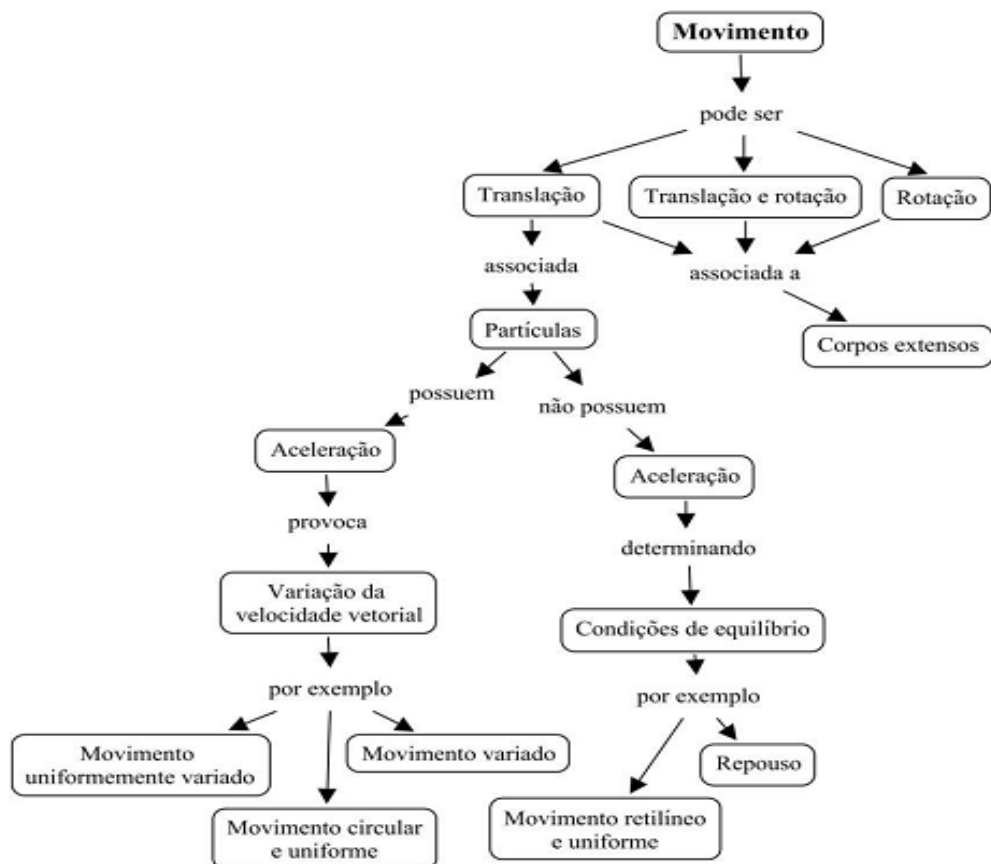 Movimento
pode ser
Translação
Translação e rotação
Rotação
associada
associada a
Partículas
Corpos extensos
possuem
não possuem
Aceleração
Aceleração
provoca
determinando
Variação da
velocidade vetorial
Condições de equilíbrio
por exemplo
por exemplo
Movimento
uniformemente variado
Movimento variado
Repouso
Movimento circular
e uniforme
Movimento retilíneo
e uniforme